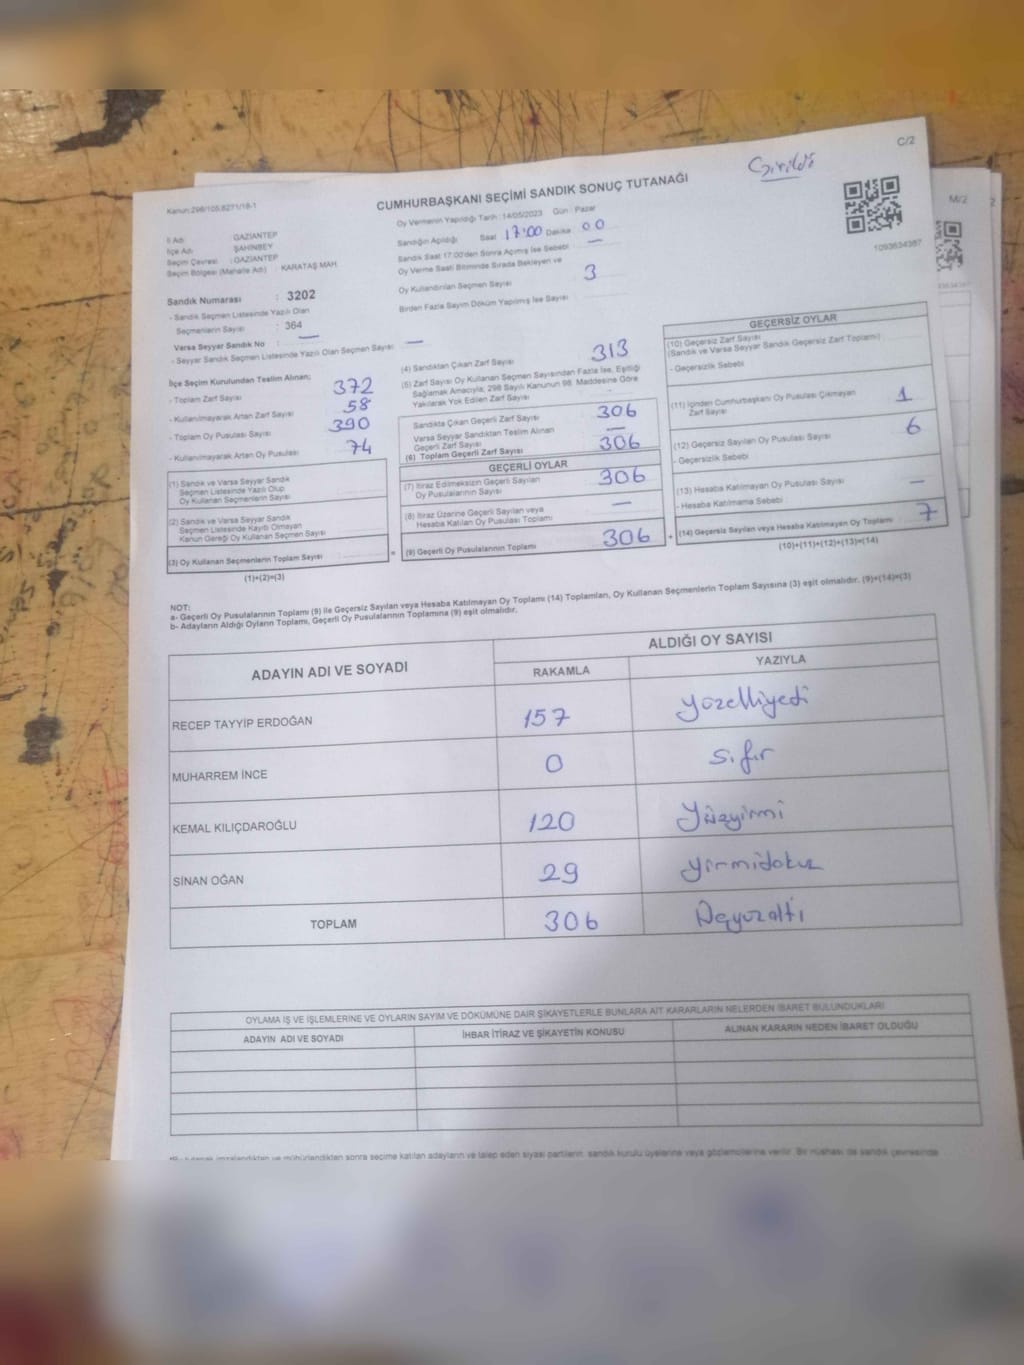 C/2
Girildi
M/2
2
Kanun:298/105,6271/18-1
CUMHURBAŞKANI SEÇİMİ SANDIK SONUÇ TUTANAĞI
Oy Vermenin Yapıldığı Tarih : 14/05/2023 Gün : Pazar
Sandığın Açıldığı Saat 17:00 Dakika 00
Sandık Saat 17.00'den Sonra Açılmış İse Sebebi —
Oy Verme Saati Bitiminde Sırada Bekleyen ve
Oy Kullandırılan Seçmen Sayısı 3
Birden Fazla Sayım Döküm Yapılmış İse Sayısı
1093634387
İl Adı : GAZİANTEP
İlçe Adı : ŞAHİNBEY
Seçim Çevresi : GAZİANTEP
Seçim Bölgesi (Mahalle Adı) : KARATAŞ MAH.
Sandık Numarası : 3202
- Sandık Seçmen Listesinde Yazılı Olan
Seçmenlerin Sayısı : 364
Varsa Seyyar Sandık No : —
- Seyyar Sandık Seçmen Listesinde Yazılı Olan Seçmen Sayısı : —
İlçe Seçim Kurulundan Teslim Alınan;
- Toplam Zarf Sayısı 372
- Kullanılmayarak Artan Zarf Sayısı 58
- Toplam Oy Pusulası Sayısı 390
- Kullanılmayarak Artan Oy Pusulası 74
(1) Sandık ve Varsa Seyyar Sandık
Seçmen Listesinde Yazılı Olup
Oy Kullanan Seçmenlerin Sayısı
(2) Sandık ve Varsa Seyyar Sandık
Seçmen Listesinde Kayıtlı Olmayan
Kanun Gereği Oy Kullanan Seçmen Sayısı
(3) Oy Kullanan Seçmenlerin Toplam Sayısı
(1)+(2)=(3)
(4) Sandıktan Çıkan Zarf Sayısı 313
(5) Zarf Sayısı Oy Kullanan Seçmen Sayısından Fazla İse, Eşitliği
Sağlamak Amacıyla, 298 Sayılı Kanunun 98. Maddesine Göre
Yakılarak Yok Edilen Zarf Sayısı
Sandıkta Çıkan Geçerli Zarf Sayısı 306
Varsa Seyyar Sandıktan Teslim Alınan
Geçerli Zarf Sayısı —
(6) Toplam Geçerli Zarf Sayısı 306
GEÇERLİ OYLAR
(7) İtiraz Edilmeksizin Geçerli Sayılan
Oy Pusulalarının Sayısı 306
(8) İtiraz Üzerine Geçerli Sayılan veya
Hesaba Katılan Oy Pusulası Toplamı —
= (9) Geçerli Oy Pusulalarının Toplamı 306
GEÇERSİZ OYLAR
(10) Geçersiz Zarf Sayısı
(Sandık ve Varsa Seyyar Sandık Geçersiz Zarf Toplamı)
- Geçersizlik Sebebi
(11) İçinden Cumhurbaşkanı Oy Pusulası Çıkmayan
Zarf Sayısı 1
(12) Geçersiz Sayılan Oy Pusulası Sayısı 6
- Geçersizlik Sebebi
(13) Hesaba Katılmayan Oy Pusulası Sayısı —
- Hesaba Katılmama Sebebi
+ (14) Geçersiz Sayılan veya Hesaba Katılmayan Oy Toplamı 7
(10)+(11)+(12)+(13)=(14)
NOT:
a- Geçerli Oy Pusulalarının Toplamı (9) ile Geçersiz Sayılan veya Hesaba Katılmayan Oy Toplamı (14) Toplamları, Oy Kullanan Seçmenlerin Toplam Sayısına (3) eşit olmalıdır. (9)+(14)=(3)
b- Adayların Aldığı Oyların Toplamı, Geçerli Oy Pusulalarının Toplamına (9) eşit olmalıdır.
ADAYIN ADI VE SOYADI ALDIĞI OY SAYISI
RAKAMLA YAZIYLA
RECEP TAYYİP ERDOĞAN 157 yüzelliyedi
MUHARREM İNCE 0 sıfır
KEMAL KILIÇDAROĞLU 120 yüzyirmi
SİNAN OĞAN 29 yirmidokuz
TOPLAM 306 üçyüzaltı
OYLAMA İŞ VE İŞLEMLERİNE VE OYLARIN SAYIM VE DÖKÜMÜNE DAİR ŞİKAYETLERLE BUNLARA AİT KARARLARIN NELERDEN İBARET BULUNDUKLARI
ADAYIN ADI VE SOYADI İHBAR İTİRAZ VE ŞİKAYETİN KONUSU ALINAN KARARIN NEDEN İBARET OLDUĞU
imzalandıktan ve mühürlendikten sonra seçime katılan adayların ve talep eden siyasi partilerin, sandık kurulu üyelerine veya gözlemcilerine verilir. Bir nüshası da sandık çevresinde